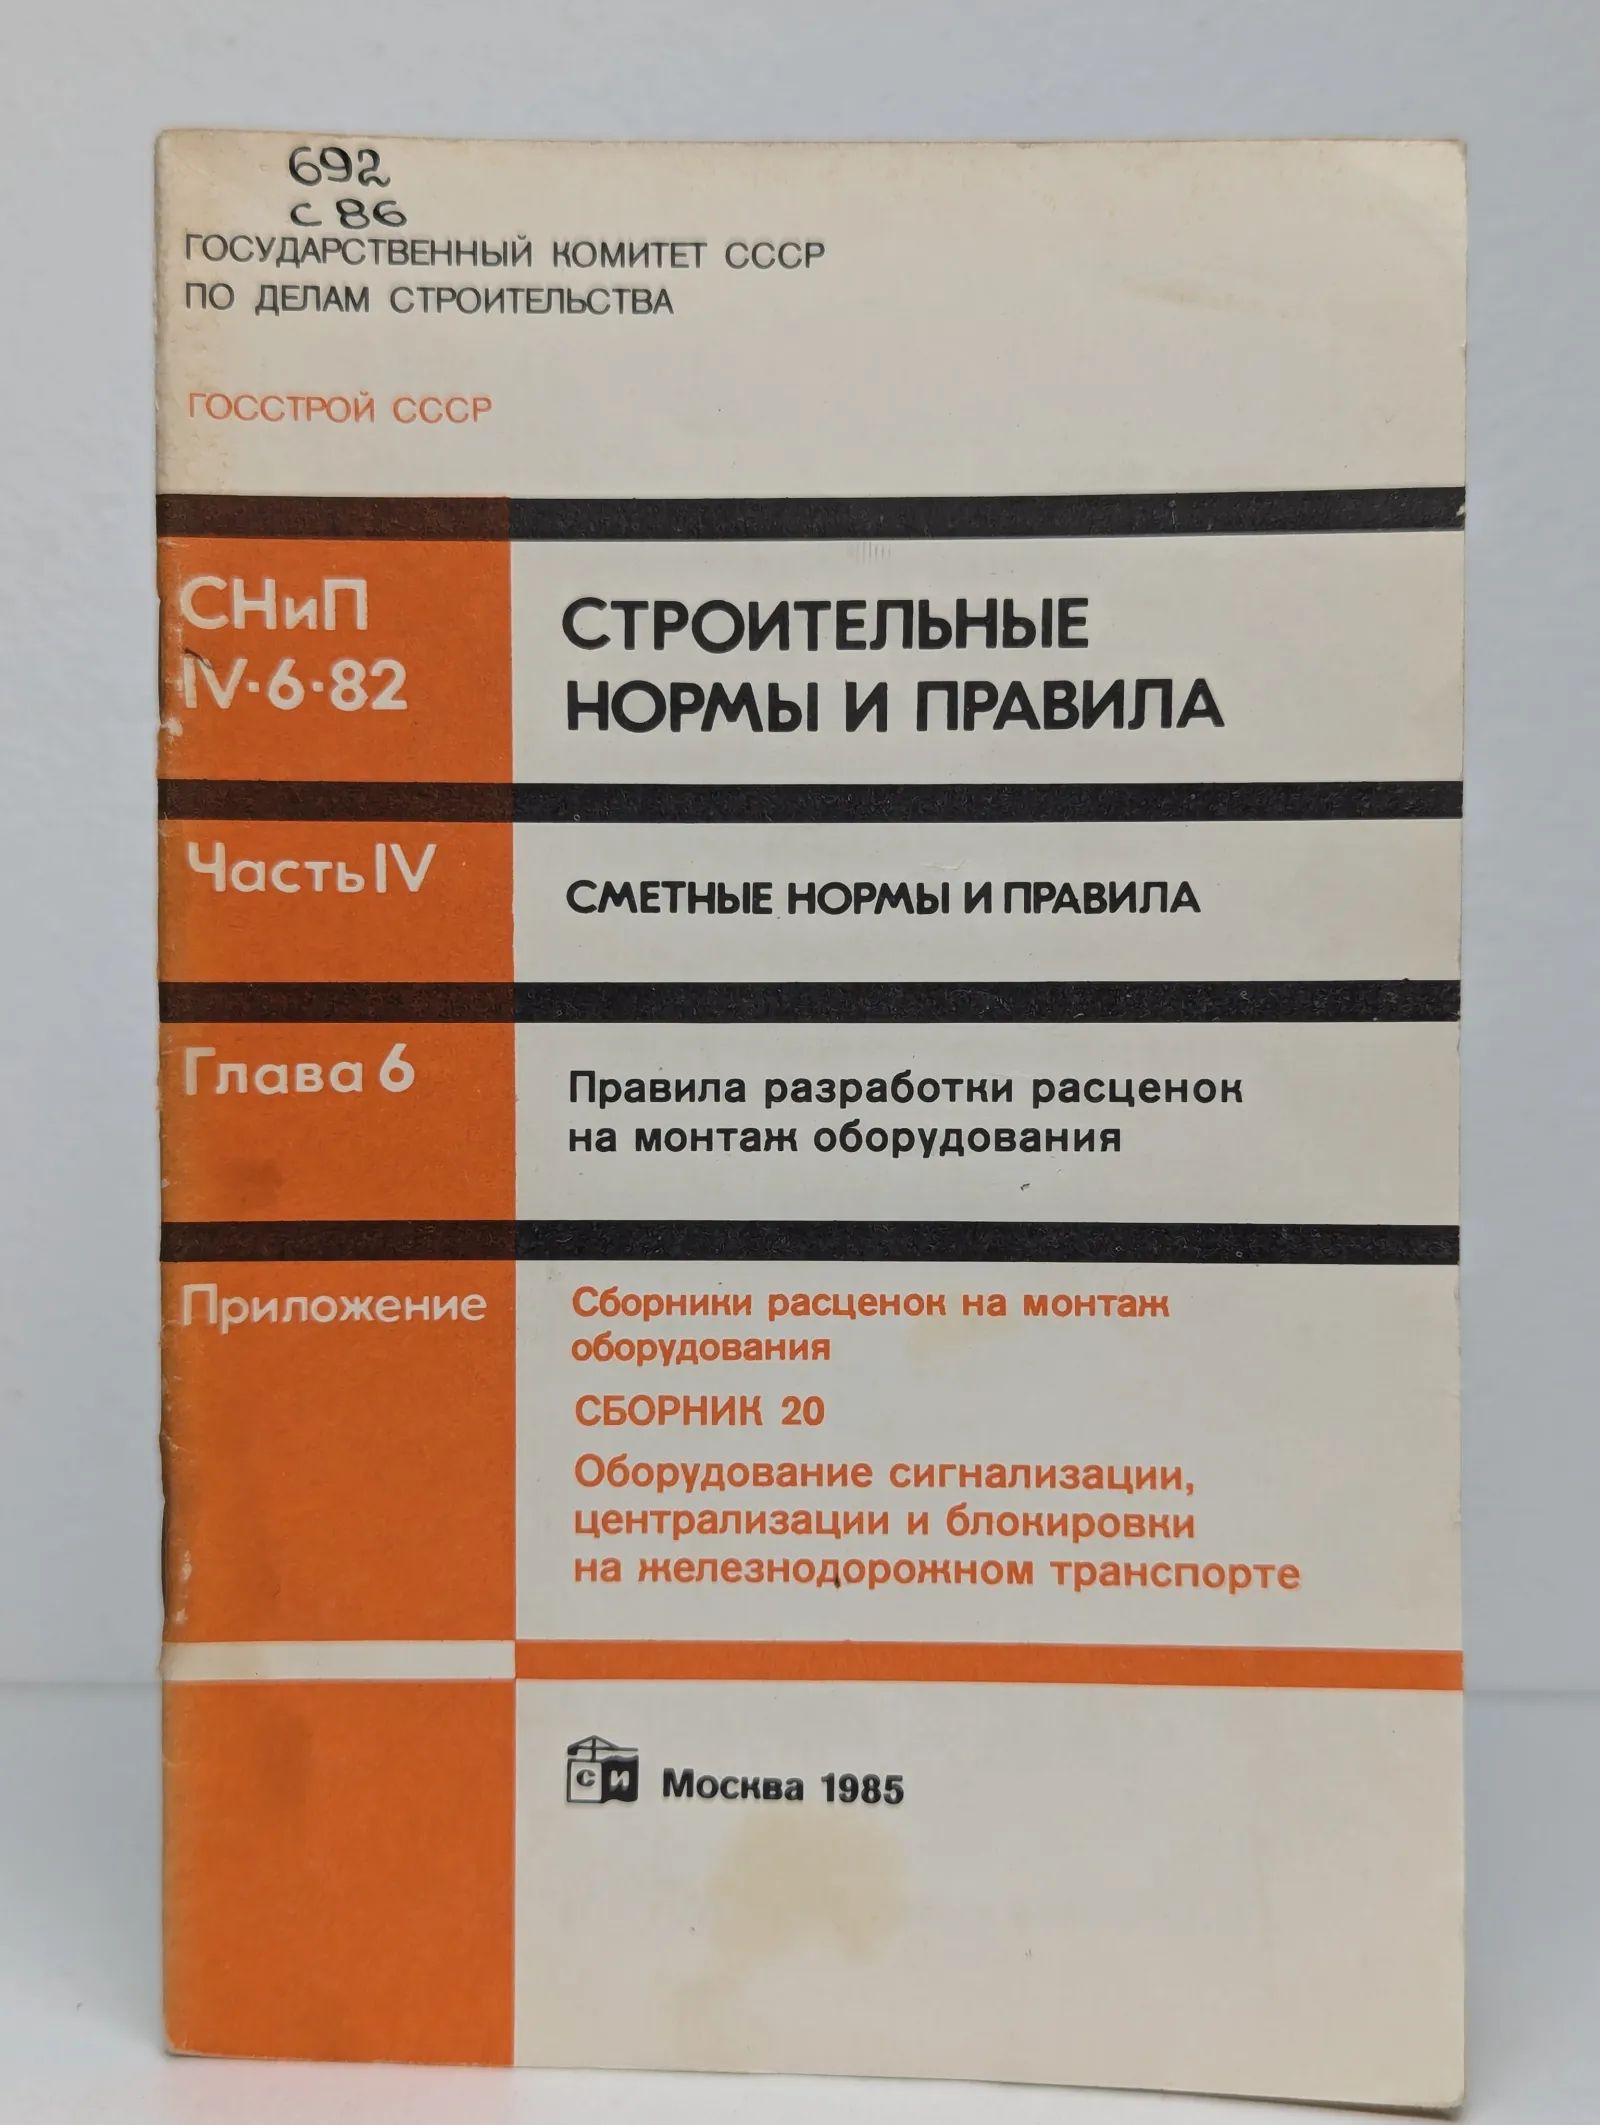 692
С 86
ГОСУДАРСТВЕННЫЙ КОМИТЕТ СССР
ПО ДЕЛАМ СТРОИТЕЛЬСТВА
ГОССТРОЙ СССР
СНиП
IV·6·82
СТРОИТЕЛЬНЫЕ
НОРМЫ И ПРАВИЛА
Часть IV
СМЕТНЫЕ НОРМЫ И ПРАВИЛА
Глава 6
Правила разработки расценок
на монтаж оборудования
Приложение
Сборники расценок на монтаж
оборудования
СБОРНИК 20
Оборудование сигнализации,
централизации и блокировки
на железнодорожном транспорте
СИ
Москва 1985